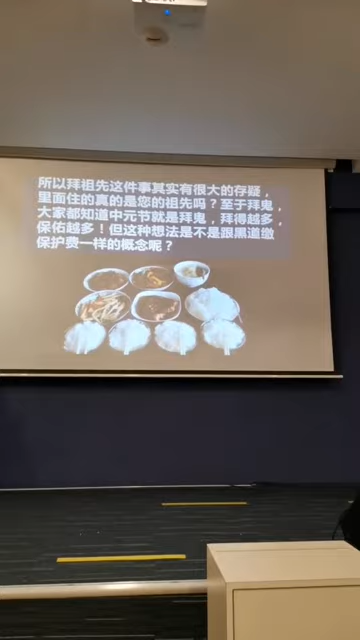 所以拜祖先这件事其实有很大的存疑，
里面住的真的是您的祖先吗？至于拜鬼，
大家都知道中元节就是拜鬼，拜得越多，
保佑越多！但这种想法是不是跟黑道缴
保护费一样的概念呢？